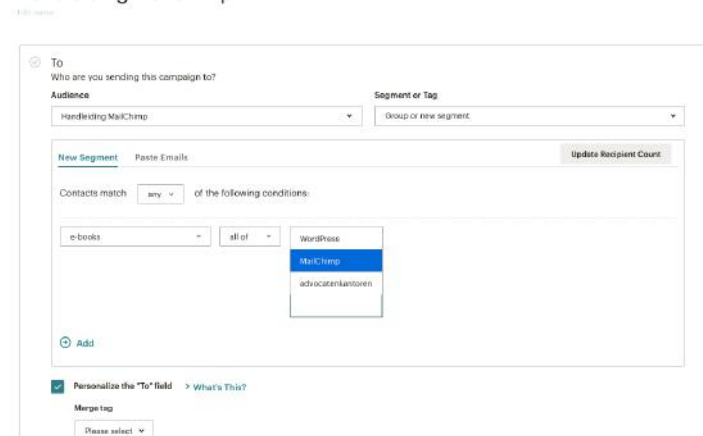 To
Who are you sending this campaign to?
Audience
Segment or Tag
Handleiding MailChimp
Group or new segment
New Segment
Paste Emails
Update Recipient Count
Contacts match any of the following conditions:
e-books
all of
WordPress
MailChimp
advocatenkantoren
Add
Personalize the "To" field
> What's This?
Merge tag
Please select